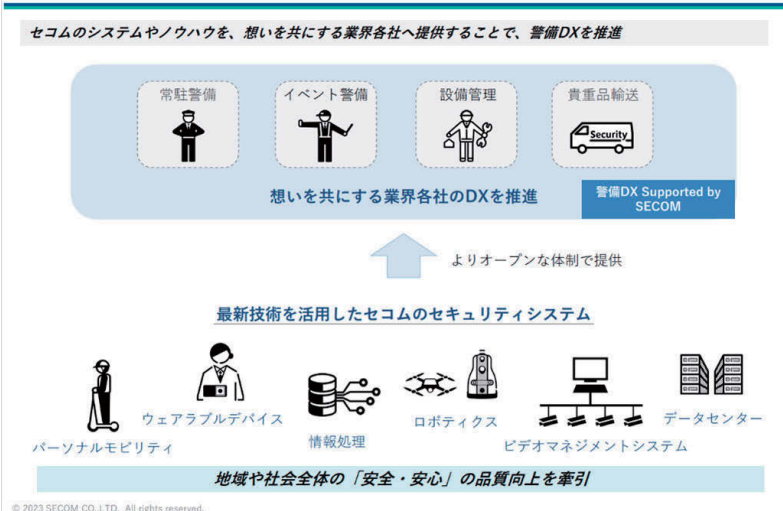 セコムのシステムやノウハウを、想いを共にする業界各社へ提供することで、警備DXを推進
常駐警備
イベント警備
設備管理
貴重品輸送
Security
想いを共にする業界各社のDXを推進
警備DX Supported by
SECOM
よりオープンな体制で提供
最新技術を活用したセコムのセキュリティシステム
パーソナルモビリティ
ウェアラブルデバイス
情報処理
ロボティクス
ビデオマネジメントシステム
データセンター
地域や社会全体の「安全・安心」の品質向上を牽引
© 2023 SECOM CO.,LTD. All rights reserved.